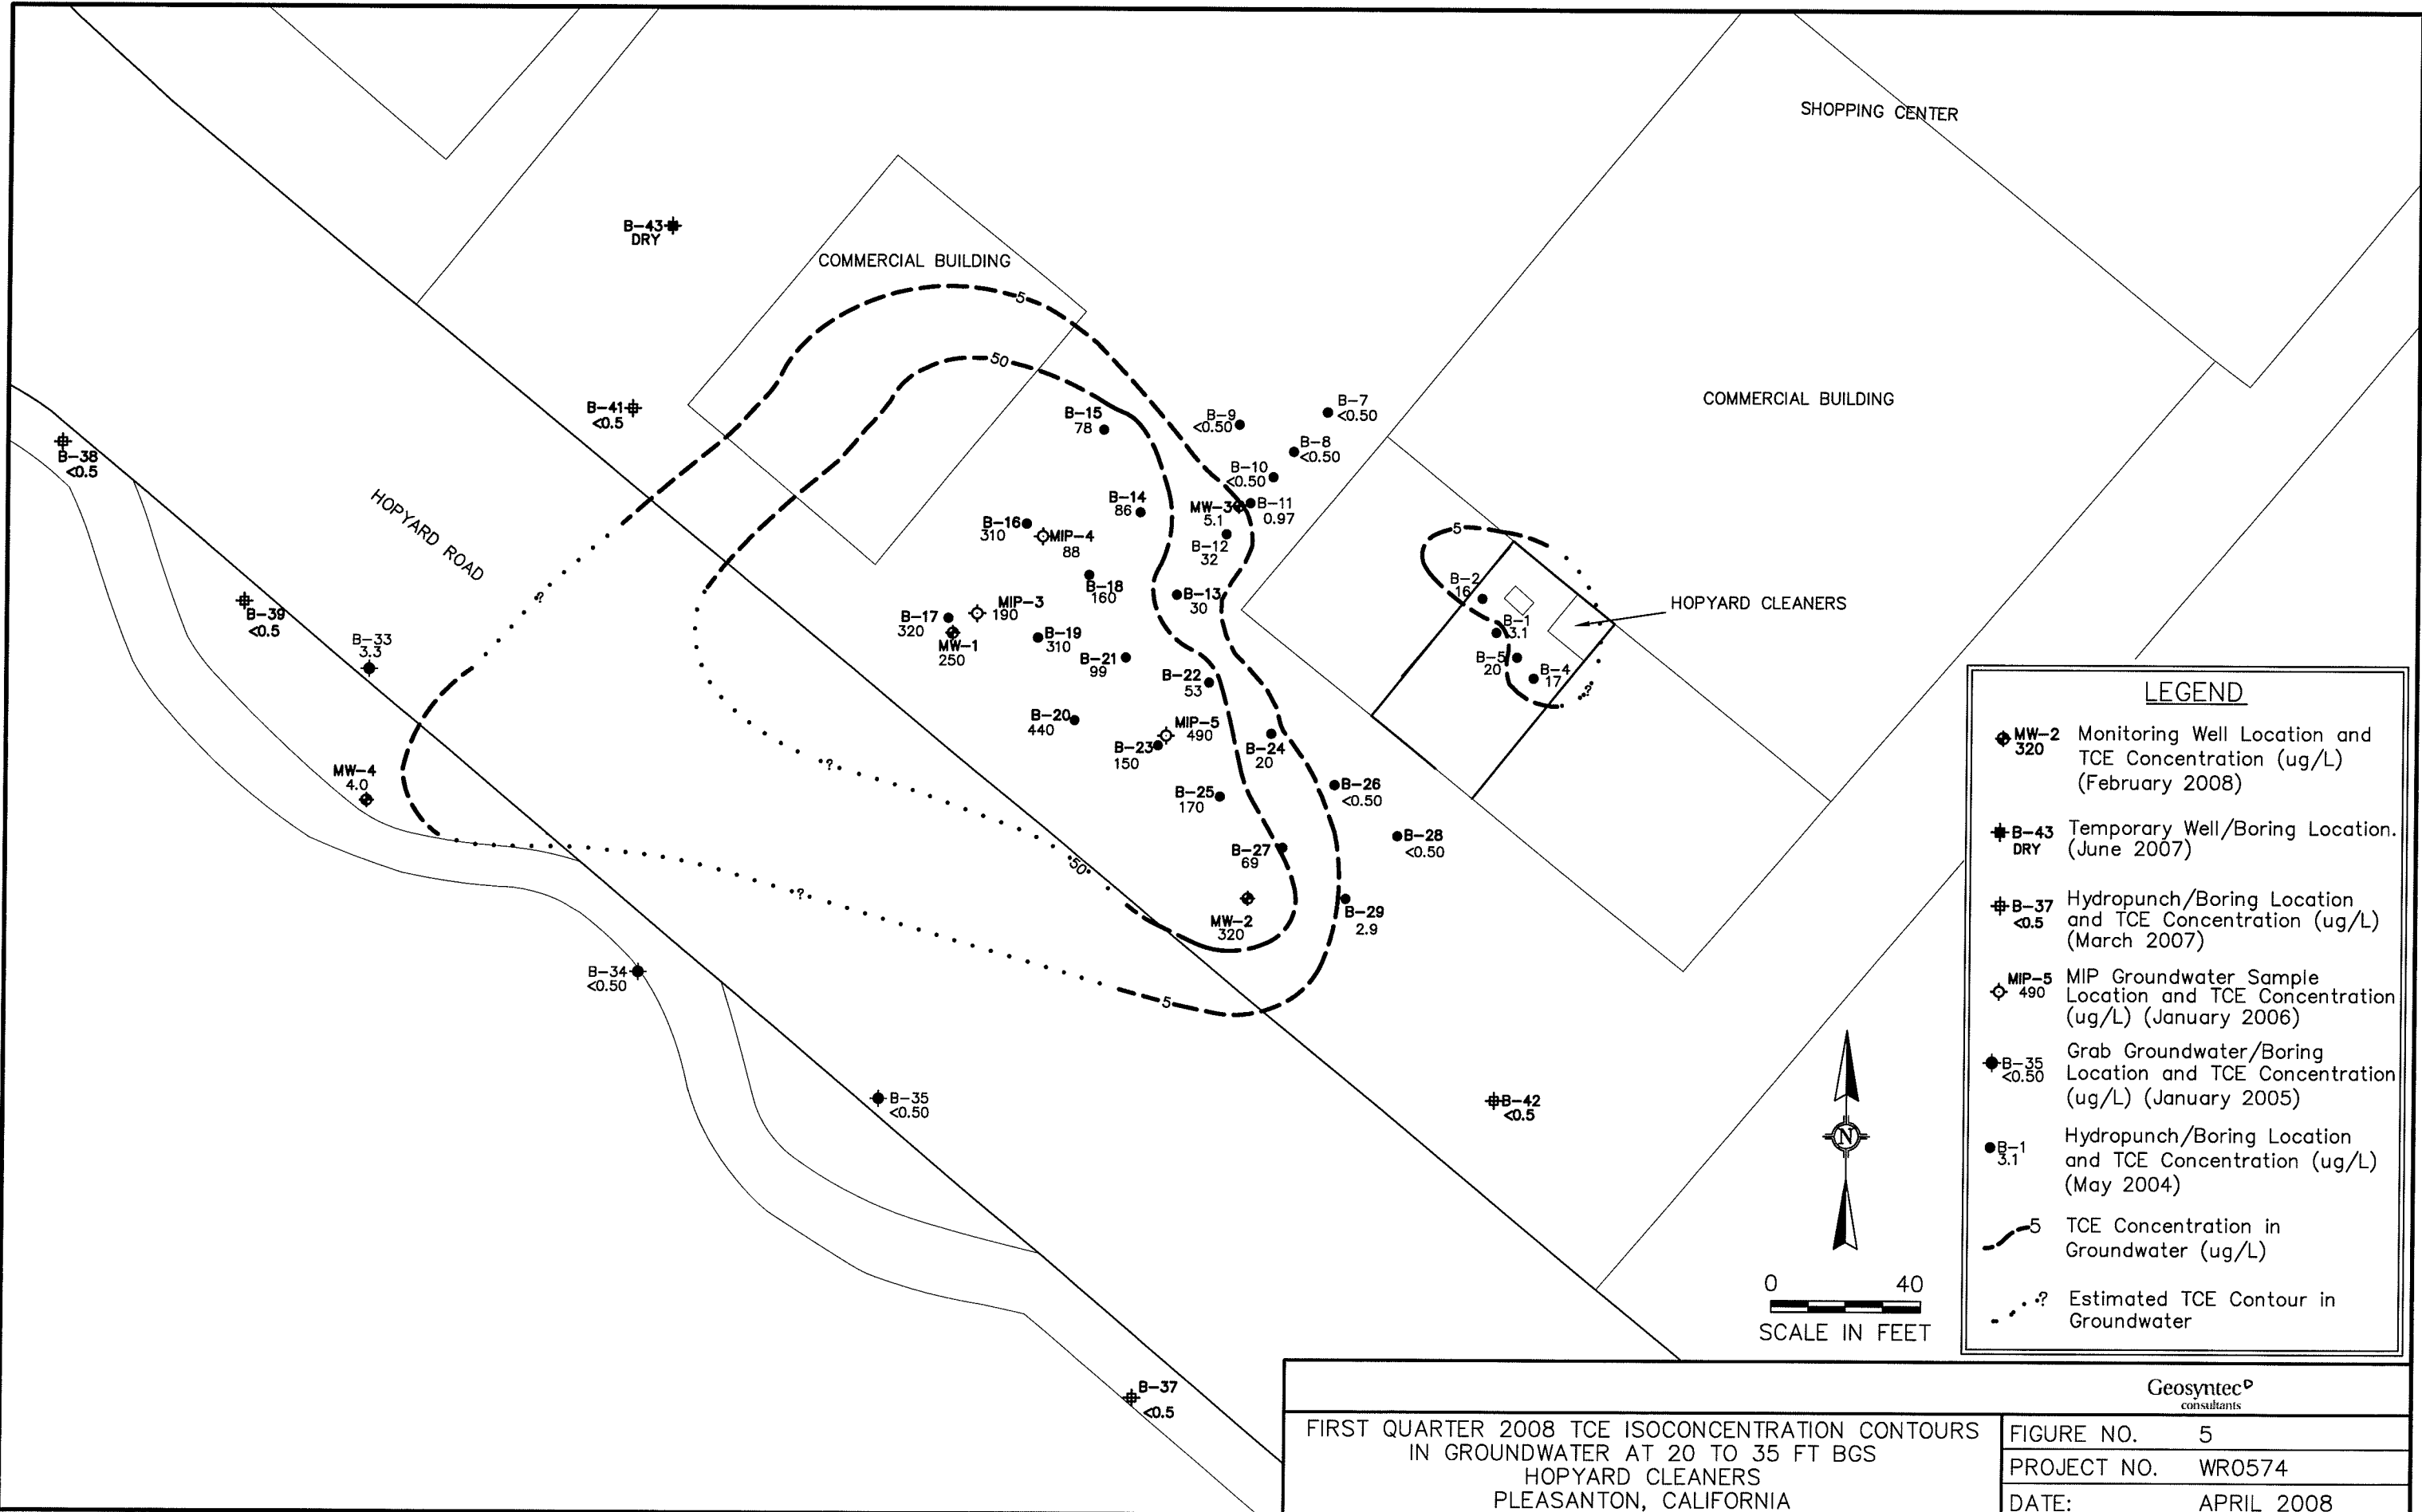 SHOPPING CENTER
B-43
DRY
COMMERCIAL BUILDING
5
50
B-41
<0.5
B-15
78
B-9
<0.50
B-7
<0.50
B-8
<0.50
B-10
<0.50
COMMERCIAL BUILDING
B-38
<0.5
HOPYARD ROAD
B-14
86
MW-3
5.1
B-11
0.97
B-16
310
MIP-4
88
B-12
32
5
B-18
160
B-13
30
B-2
16
HOPYARD CLEANERS
?
B-39
<0.5
B-33
3.3
B-17
320
MIP-3
190
MW-1
250
B-19
310
B-21
99
B-1
3.1
B-5
20
B-4
17
?
B-22
53
B-20
440
MIP-5
490
B-23
150
B-24
20
?
MW-4
4.0
B-25
170
B-26
<0.50
B-28
<0.50
B-27
69
50
?
MW-2
320
B-29
2.9
B-34
<0.50
5
B-35
<0.50
B-42
<0.5
B-37
<0.5
N
0 40
SCALE IN FEET
LEGEND
MW-2
320
Monitoring Well Location and
TCE Concentration (ug/L)
(February 2008)
B-43
DRY
Temporary Well/Boring Location.
(June 2007)
B-37
<0.5
Hydropunch/Boring Location
and TCE Concentration (ug/L)
(March 2007)
MIP-5
490
MIP Groundwater Sample
Location and TCE Concentration
(ug/L) (January 2006)
B-35
<0.50
Grab Groundwater/Boring
Location and TCE Concentration
(ug/L) (January 2005)
B-1
3.1
Hydropunch/Boring Location
and TCE Concentration (ug/L)
(May 2004)
5
TCE Concentration in
Groundwater (ug/L)
?
Estimated TCE Contour in
Groundwater
Geosyntec
consultants
FIRST QUARTER 2008 TCE ISOCONCENTRATION CONTOURS
IN GROUNDWATER AT 20 TO 35 FT BGS
HOPYARD CLEANERS
PLEASANTON, CALIFORNIA
FIGURE NO. 5
PROJECT NO. WR0574
DATE: APRIL 2008